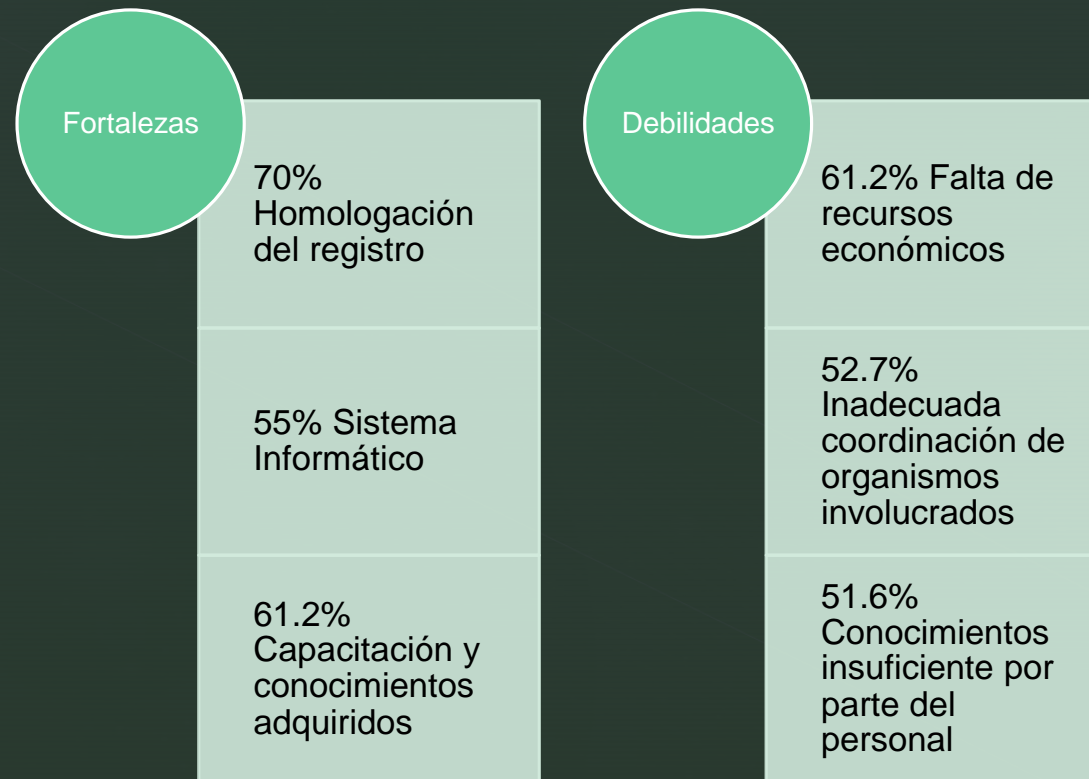 Fortalezas
70%
Homologación
del registro
55% Sistema
Informático
61.2%
Capacitación y
conocimientos
adquiridos
Debilidades
61.2% Falta de
recursos
económicos
52.7%
Inadecuada
coordinación de
organismos
involucrados
51.6%
Conocimientos
insuficiente por
parte del
personal